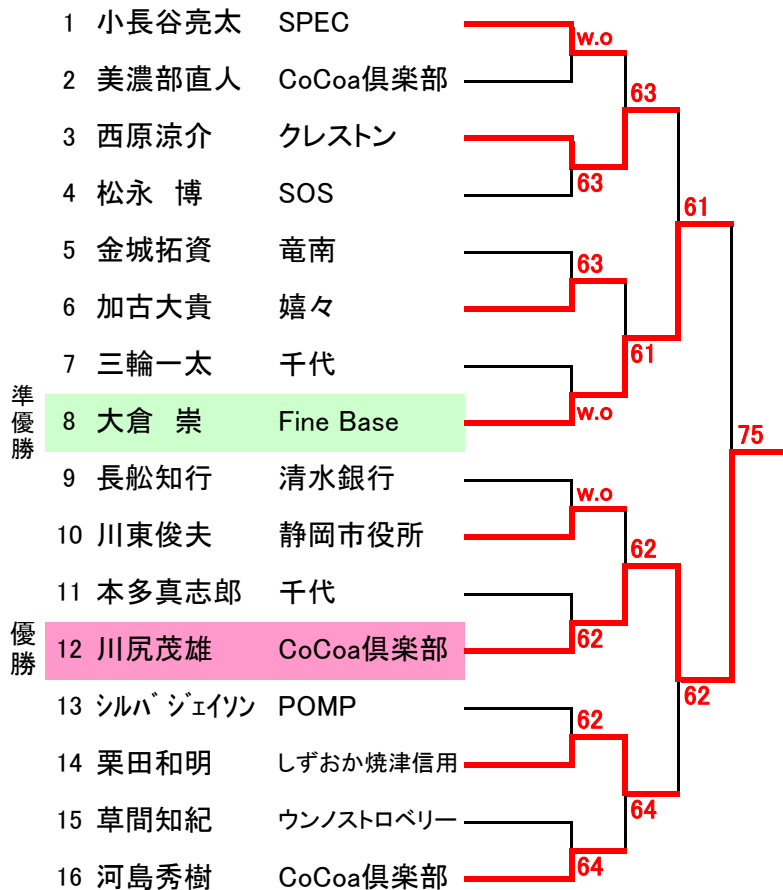 1 小長谷亮太 SPEC
w.o
2 美濃部直人 CoCoa倶楽部
63
3 西原涼介 クレストン
63
4 松永 博 SOS
61
5 金城拓資 竜南
63
6 加古大貴 嬉々
61
7 三輪一太 千代
w.o
準優勝
8 大倉 崇 Fine Base
75
9 長舩知行 清水銀行
w.o
10 川東俊夫 静岡市役所
62
11 本多真志郎 千代
62
優勝
12 川尻茂雄 CoCoa倶楽部
62
13 シルバ ジェイソン POMP
62
14 栗田和明 しずおか焼津信用
64
15 草間知紀 ウンノストロベリー
64
16 河島秀樹 CoCoa倶楽部